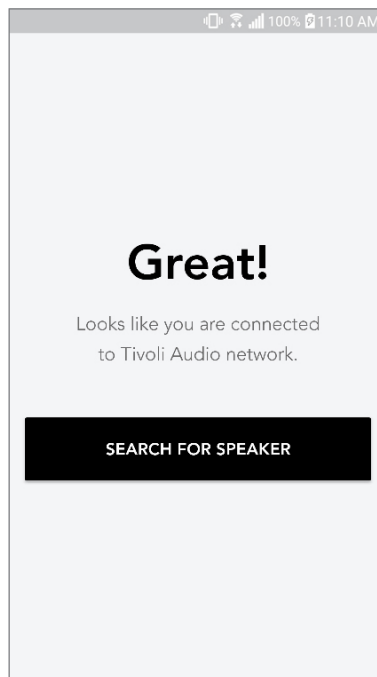 100% 11:10 AM
Great!
Looks like you are connected
to Tivoli Audio network.
SEARCH FOR SPEAKER